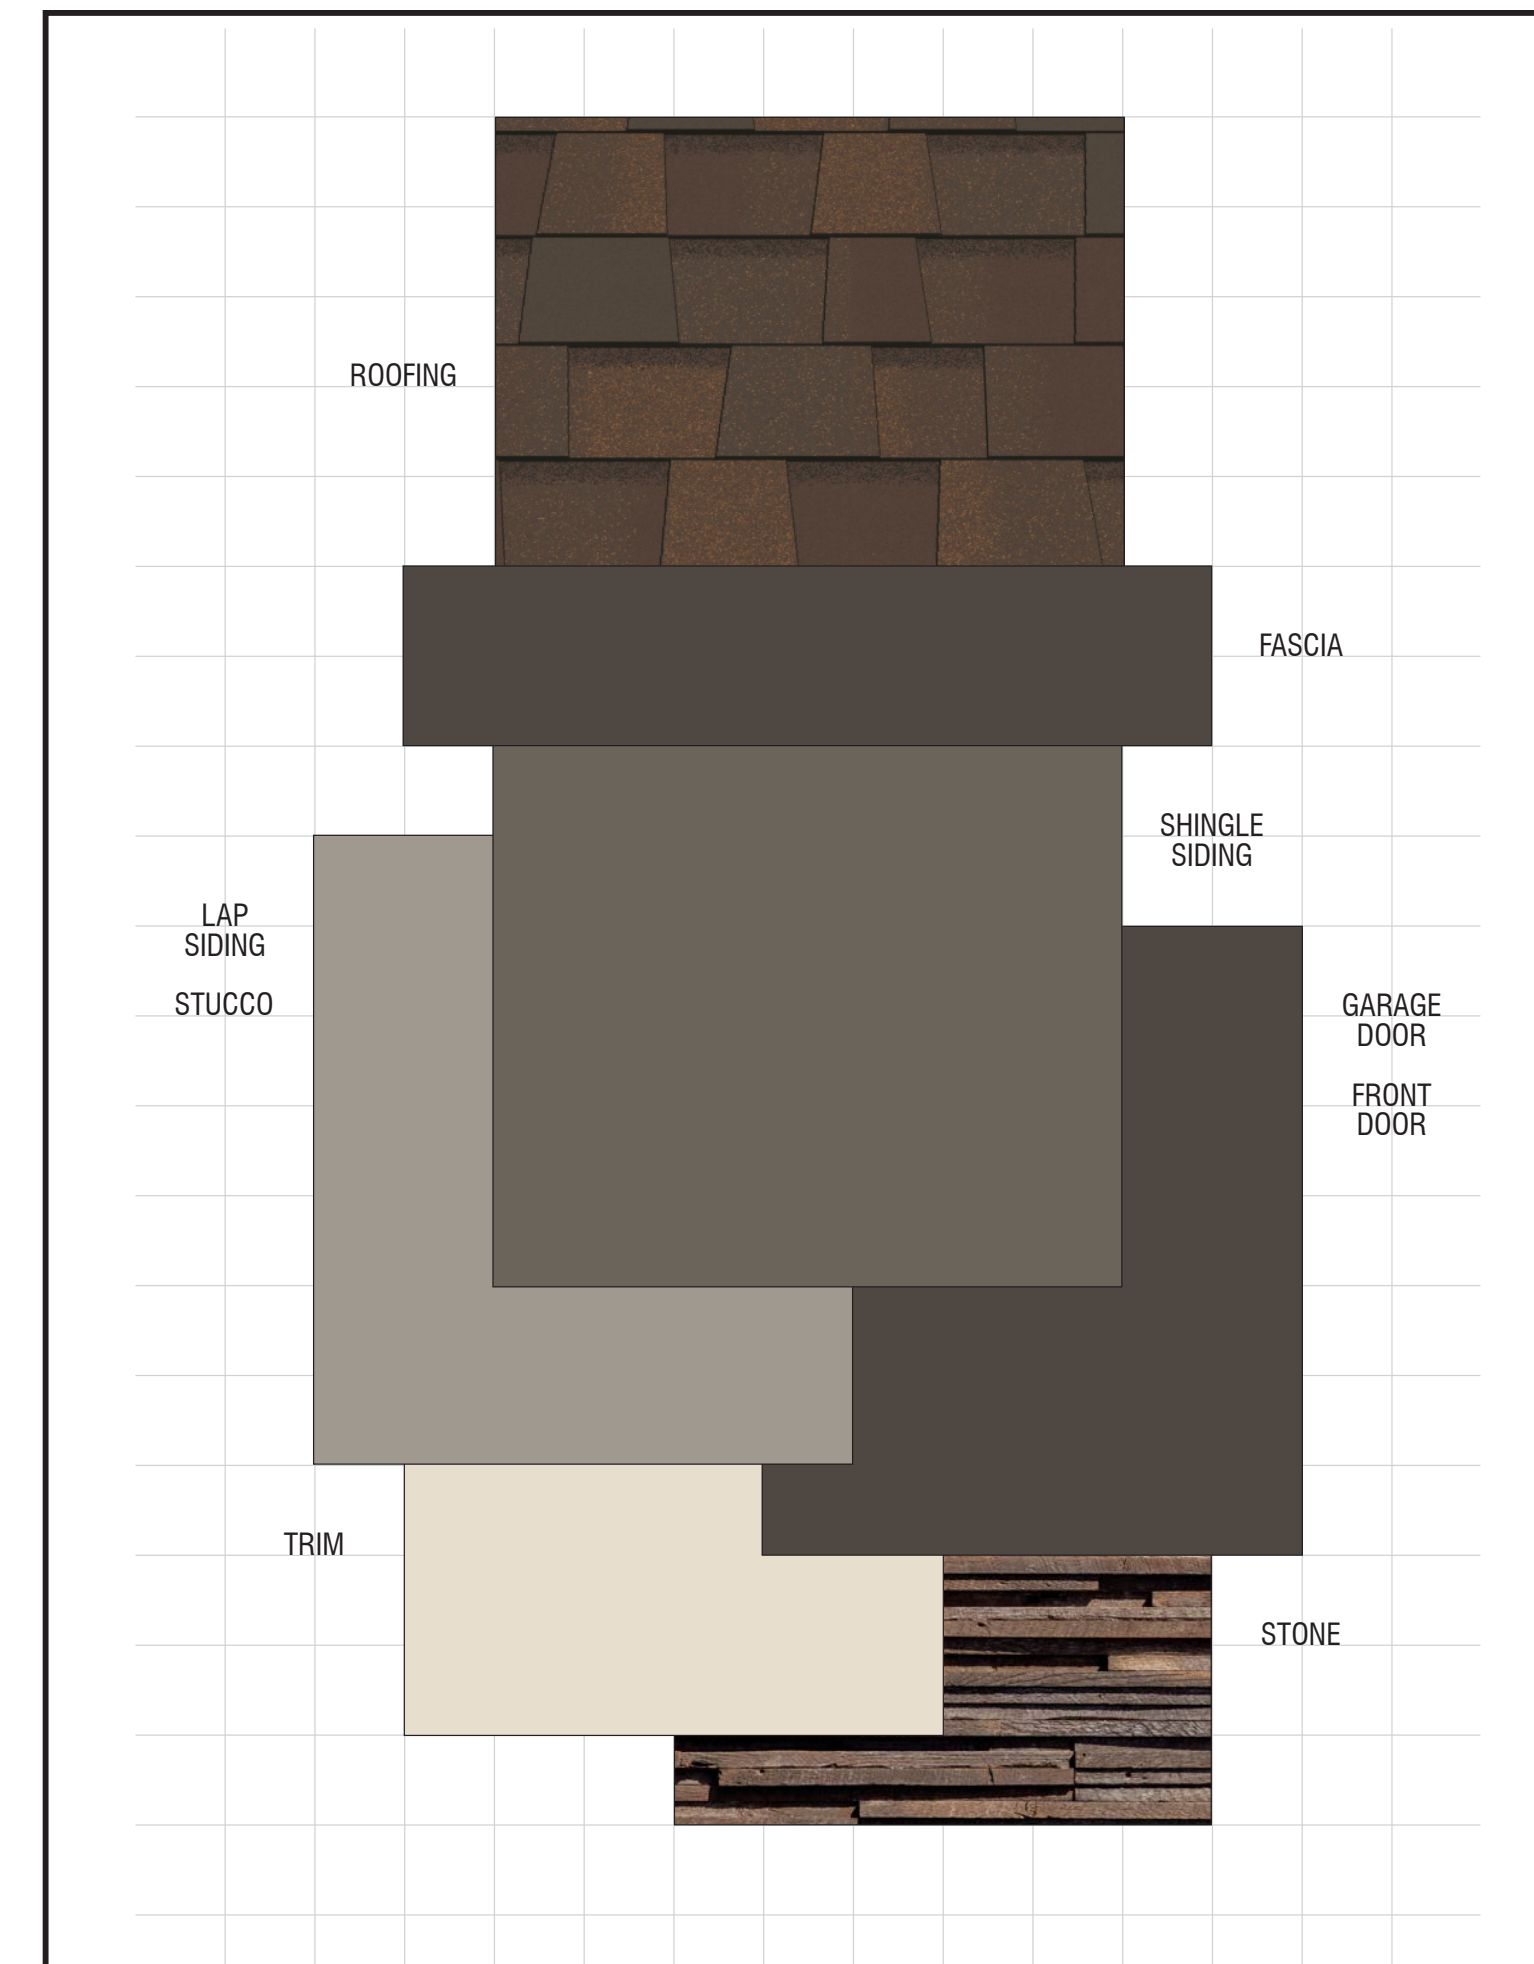 ROOFING
FASCIA
SHINGLE
SIDING
LAP
SIDING
STUCCO
GARAGE
DOOR
FRONT
DOOR
TRIM
STONE